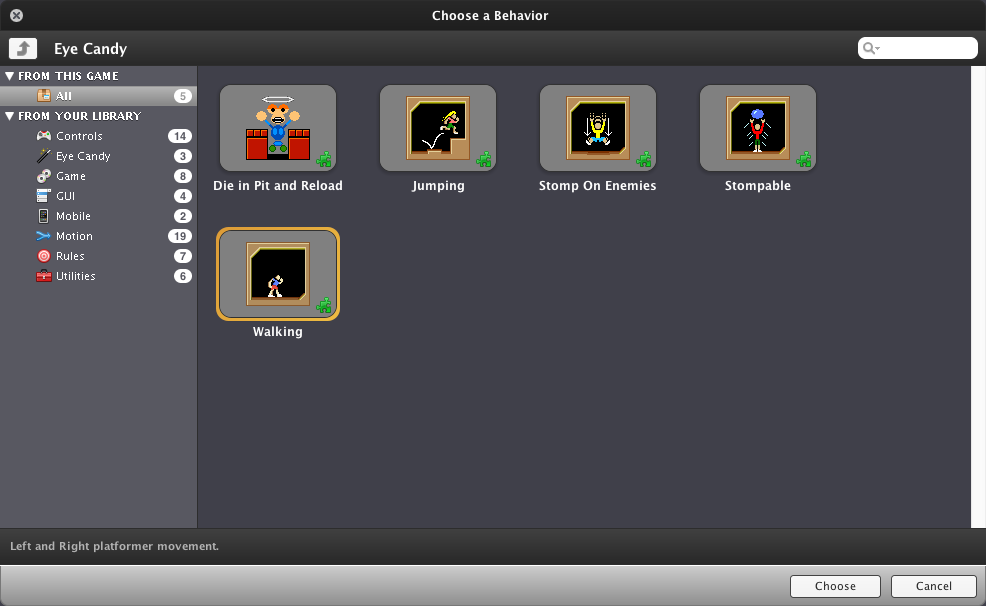 Choose a Behavior
Eye Candy
FROM THIS GAME
All 5
FROM YOUR LIBRARY
Controls 14
Eye Candy 3
Game 8
GUI 4
Mobile 2
Motion 19
Rules 7
Utilities 6
Die in Pit and Reload
Jumping
Stomp On Enemies
Stompable
Walking
Left and Right platformer movement.
Choose
Cancel